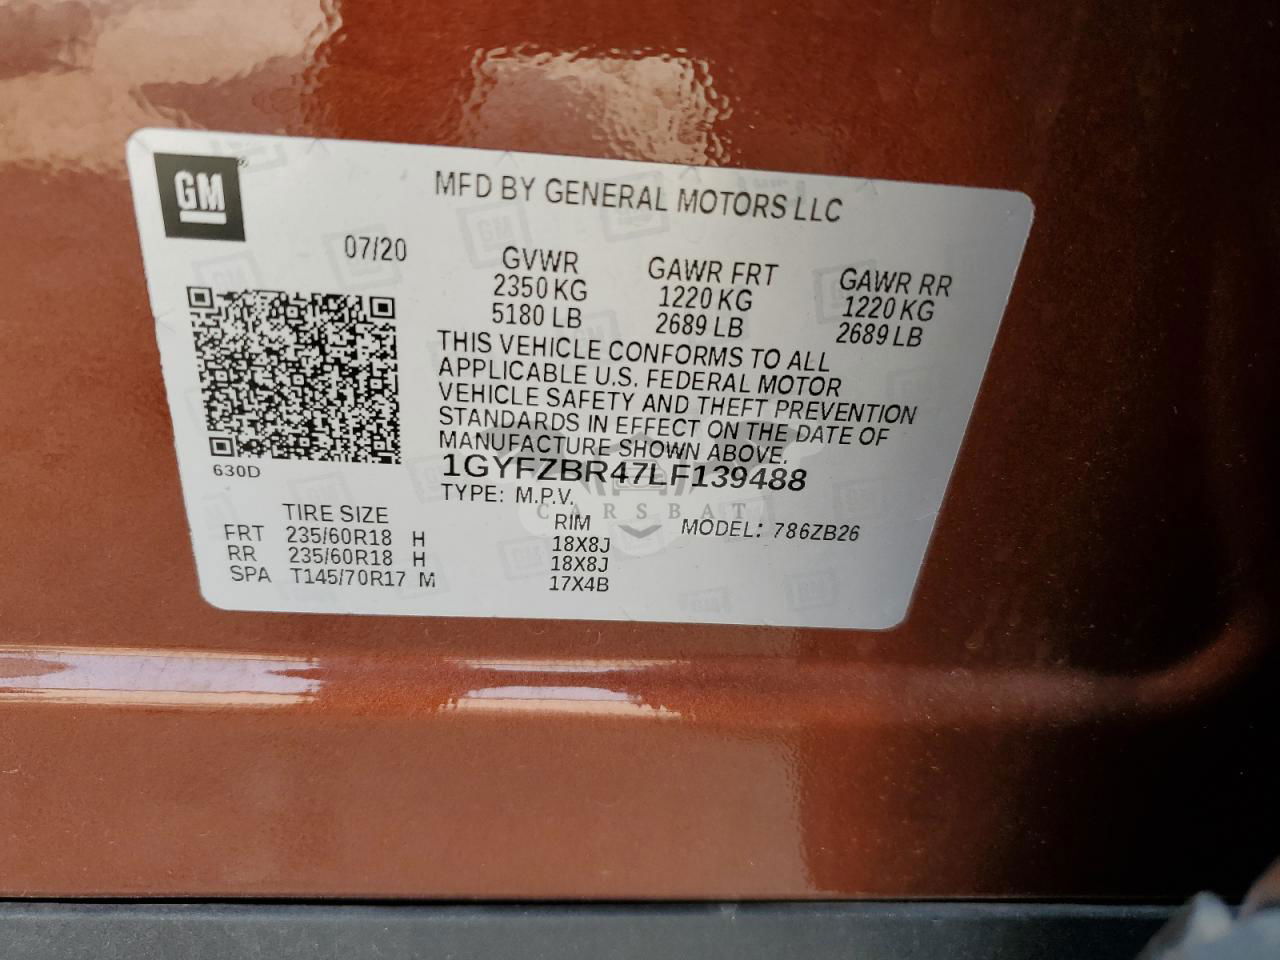 GM
MFD BY GENERAL MOTORS LLC
07/20
GVWR GAWR FRT GAWR RR
2350 KG 1220 KG 1220 KG
5180 LB 2689 LB 2689 LB
THIS VEHICLE CONFORMS TO ALL
APPLICABLE U.S. FEDERAL MOTOR
VEHICLE SAFETY AND THEFT PREVENTION
STANDARDS IN EFFECT ON THE DATE OF
MANUFACTURE SHOWN ABOVE.
630D
1GYFZBR47LF139488
TYPE: M.P.V.
CARSBAT
MODEL: 786ZB26
TIRE SIZE RIM
FRT 235/60R18 H 18X8J
RR 235/60R18 H 18X8J
SPA T145/70R17 M 17X4B